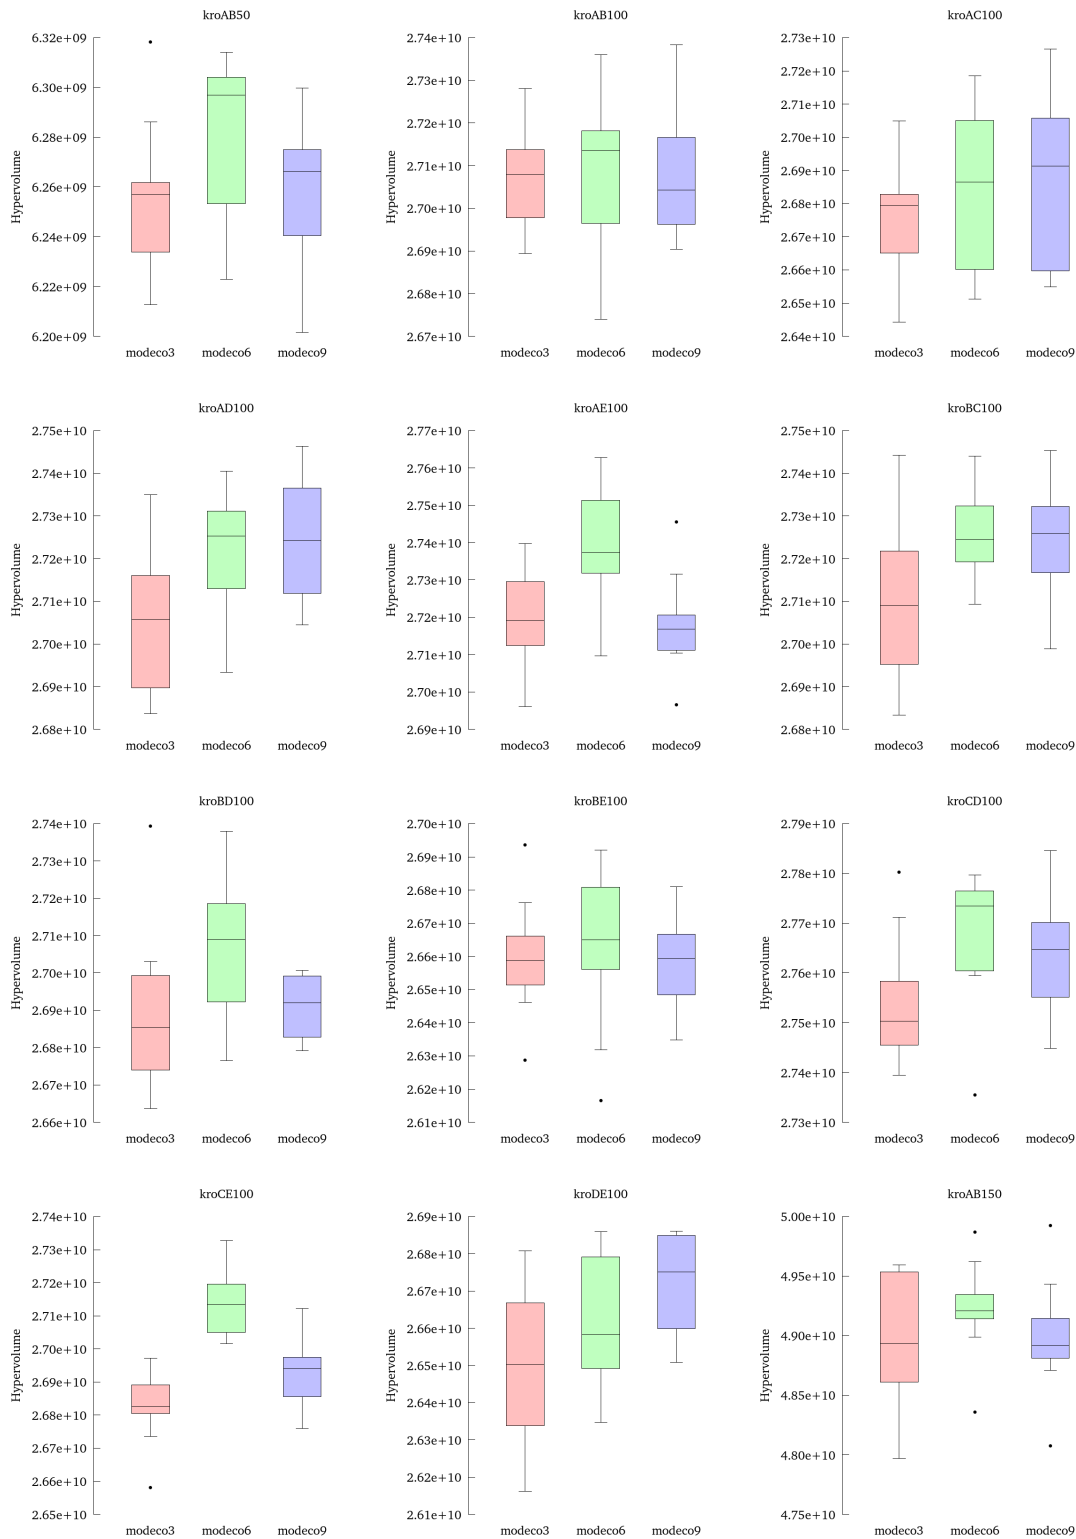 kroAB50
6.32e+09
6.30e+09
6.28e+09
6.26e+09
6.24e+09
6.22e+09
6.20e+09
Hypervolume
modeco3 modeco6 modeco9
kroAB100
2.74e+10
2.73e+10
2.72e+10
2.71e+10
2.70e+10
2.69e+10
2.68e+10
2.67e+10
Hypervolume
modeco3 modeco6 modeco9
kroAC100
2.73e+10
2.72e+10
2.71e+10
2.70e+10
2.69e+10
2.68e+10
2.67e+10
2.66e+10
2.65e+10
2.64e+10
Hypervolume
modeco3 modeco6 modeco9
kroAD100
2.75e+10
2.74e+10
2.73e+10
2.72e+10
2.71e+10
2.70e+10
2.69e+10
2.68e+10
Hypervolume
modeco3 modeco6 modeco9
kroAE100
2.77e+10
2.76e+10
2.75e+10
2.74e+10
2.73e+10
2.72e+10
2.71e+10
2.70e+10
2.69e+10
Hypervolume
modeco3 modeco6 modeco9
kroBC100
2.75e+10
2.74e+10
2.73e+10
2.72e+10
2.71e+10
2.70e+10
2.69e+10
2.68e+10
Hypervolume
modeco3 modeco6 modeco9
kroBD100
2.74e+10
2.73e+10
2.72e+10
2.71e+10
2.70e+10
2.69e+10
2.68e+10
2.67e+10
2.66e+10
Hypervolume
modeco3 modeco6 modeco9
kroBE100
2.70e+10
2.69e+10
2.68e+10
2.67e+10
2.66e+10
2.65e+10
2.64e+10
2.63e+10
2.62e+10
2.61e+10
Hypervolume
modeco3 modeco6 modeco9
kroCD100
2.79e+10
2.78e+10
2.77e+10
2.76e+10
2.75e+10
2.74e+10
2.73e+10
Hypervolume
modeco3 modeco6 modeco9
kroCE100
2.74e+10
2.73e+10
2.72e+10
2.71e+10
2.70e+10
2.69e+10
2.68e+10
2.67e+10
2.66e+10
2.65e+10
Hypervolume
modeco3 modeco6 modeco9
kroDE100
2.69e+10
2.68e+10
2.67e+10
2.66e+10
2.65e+10
2.64e+10
2.63e+10
2.62e+10
2.61e+10
Hypervolume
modeco3 modeco6 modeco9
kroAB150
5.00e+10
4.95e+10
4.90e+10
4.85e+10
4.80e+10
4.75e+10
Hypervolume
modeco3 modeco6 modeco9